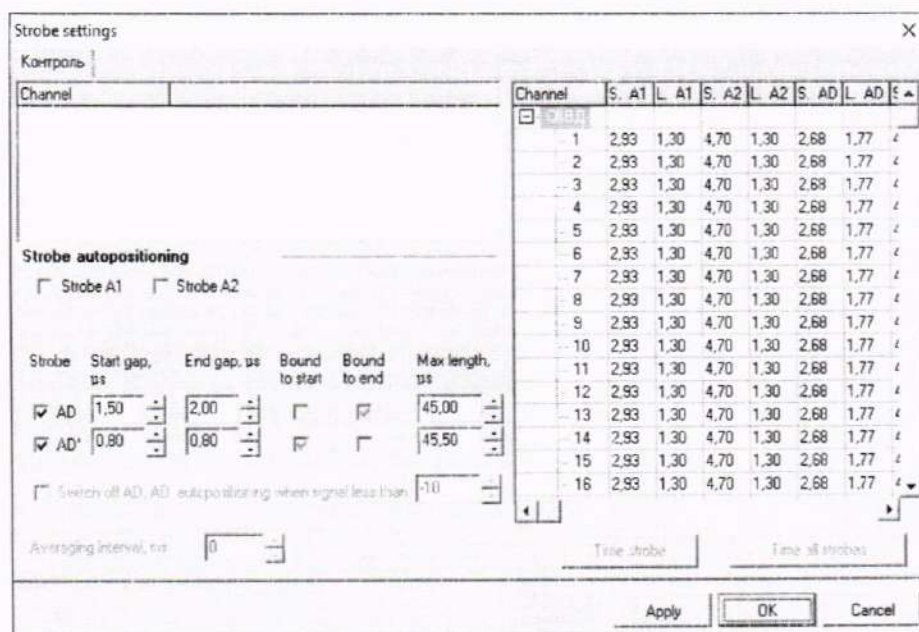 Strobe settings
Контроль
Channel
Strobe autopositioning
Strobe A1 Strobe A2
Strobe Start gap, µs End gap, µs Bound to start Bound to end Max length, µs
AD 1,50 2,00 45,00
AD' 0,80 0,80 45,50
Switch off AD, AD' autopositioning when signal less than -10
Averaging interval, 0
Channel S. A1 L. A1 S. A2 L. A2 S. AD L. AD
1 2,93 1,30 4,70 1,30 2,68 1,77
2 2,93 1,30 4,70 1,30 2,68 1,77
3 2,93 1,30 4,70 1,30 2,68 1,77
4 2,93 1,30 4,70 1,30 2,68 1,77
5 2,93 1,30 4,70 1,30 2,68 1,77
6 2,93 1,30 4,70 1,30 2,68 1,77
7 2,93 1,30 4,70 1,30 2,68 1,77
8 2,93 1,30 4,70 1,30 2,68 1,77
9 2,93 1,30 4,70 1,30 2,68 1,77
10 2,93 1,30 4,70 1,30 2,68 1,77
11 2,93 1,30 4,70 1,30 2,68 1,77
12 2,93 1,30 4,70 1,30 2,68 1,77
13 2,93 1,30 4,70 1,30 2,68 1,77
14 2,93 1,30 4,70 1,30 2,68 1,77
15 2,93 1,30 4,70 1,30 2,68 1,77
16 2,93 1,30 4,70 1,30 2,68 1,77
Time strobe Time all strobes
Apply OK Cancel